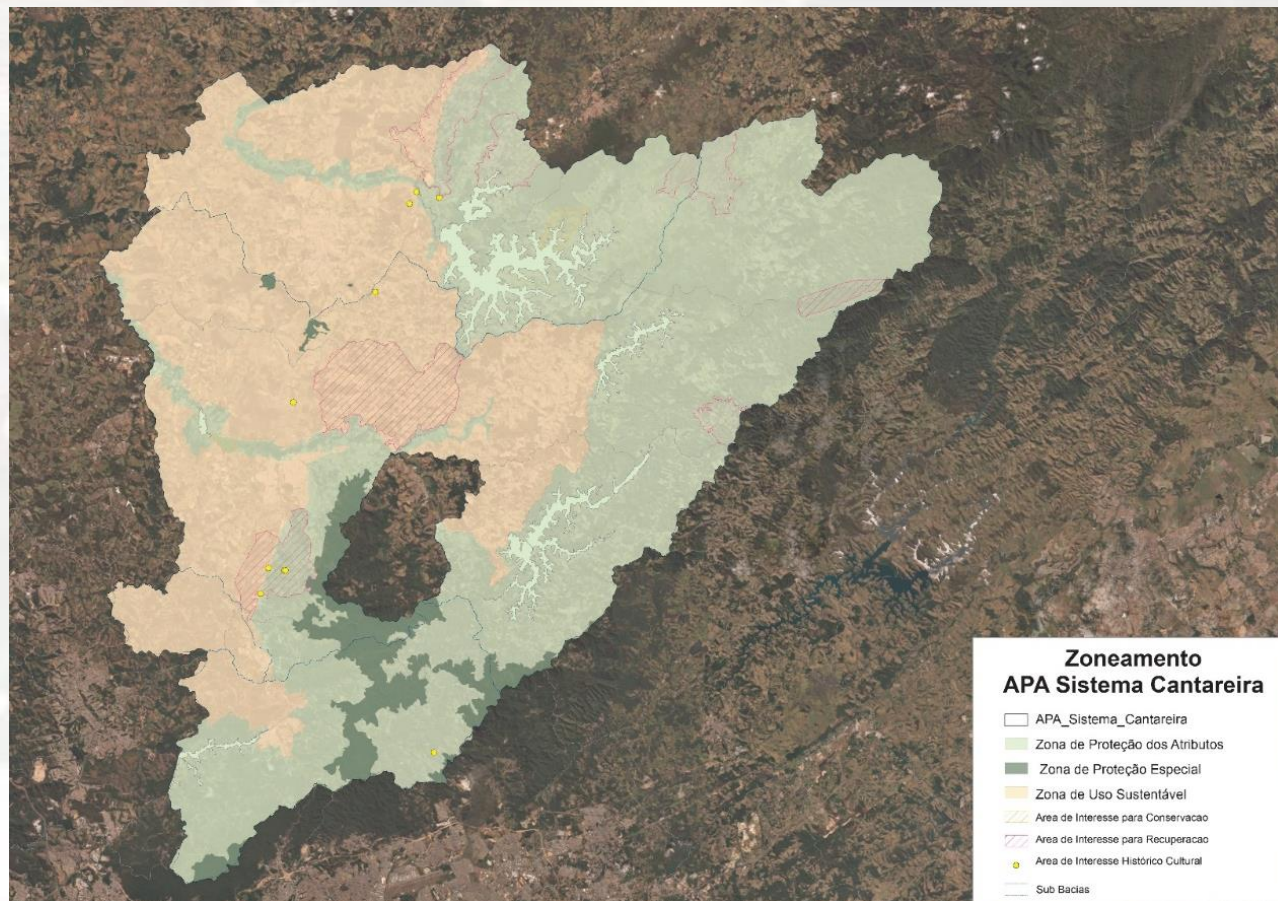 Zoneamento
APA Sistema Cantareira
APA_Sistema_Cantareira
Zona de Proteção dos Atributos
Zona de Proteção Especial
Zona de Uso Sustentável
Area de Interesse para Conservacao
Area de Interesse para Recuperacao
Area de Interesse Histórico Cultural
Sub Bacias